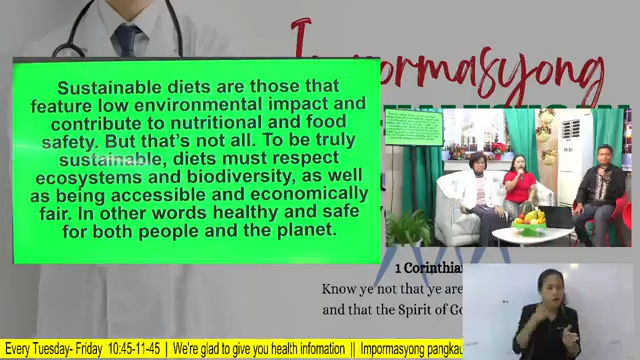 Impormasyong
Sustainable diets are those that
feature low environmental impact and
contribute to nutritional and food
safety. But that's not all. To be truly
sustainable, diets must respect
ecosystems and biodiversity, as well
as being accessible and economically
fair. In other words healthy and safe
for both people and the planet.
1 Corinthian
Know ye not that ye are
and that the Spirit of Go
Every Tuesday- Friday 10:45-11-45 | We're glad to give you health infomation || Impormasyong pangkau